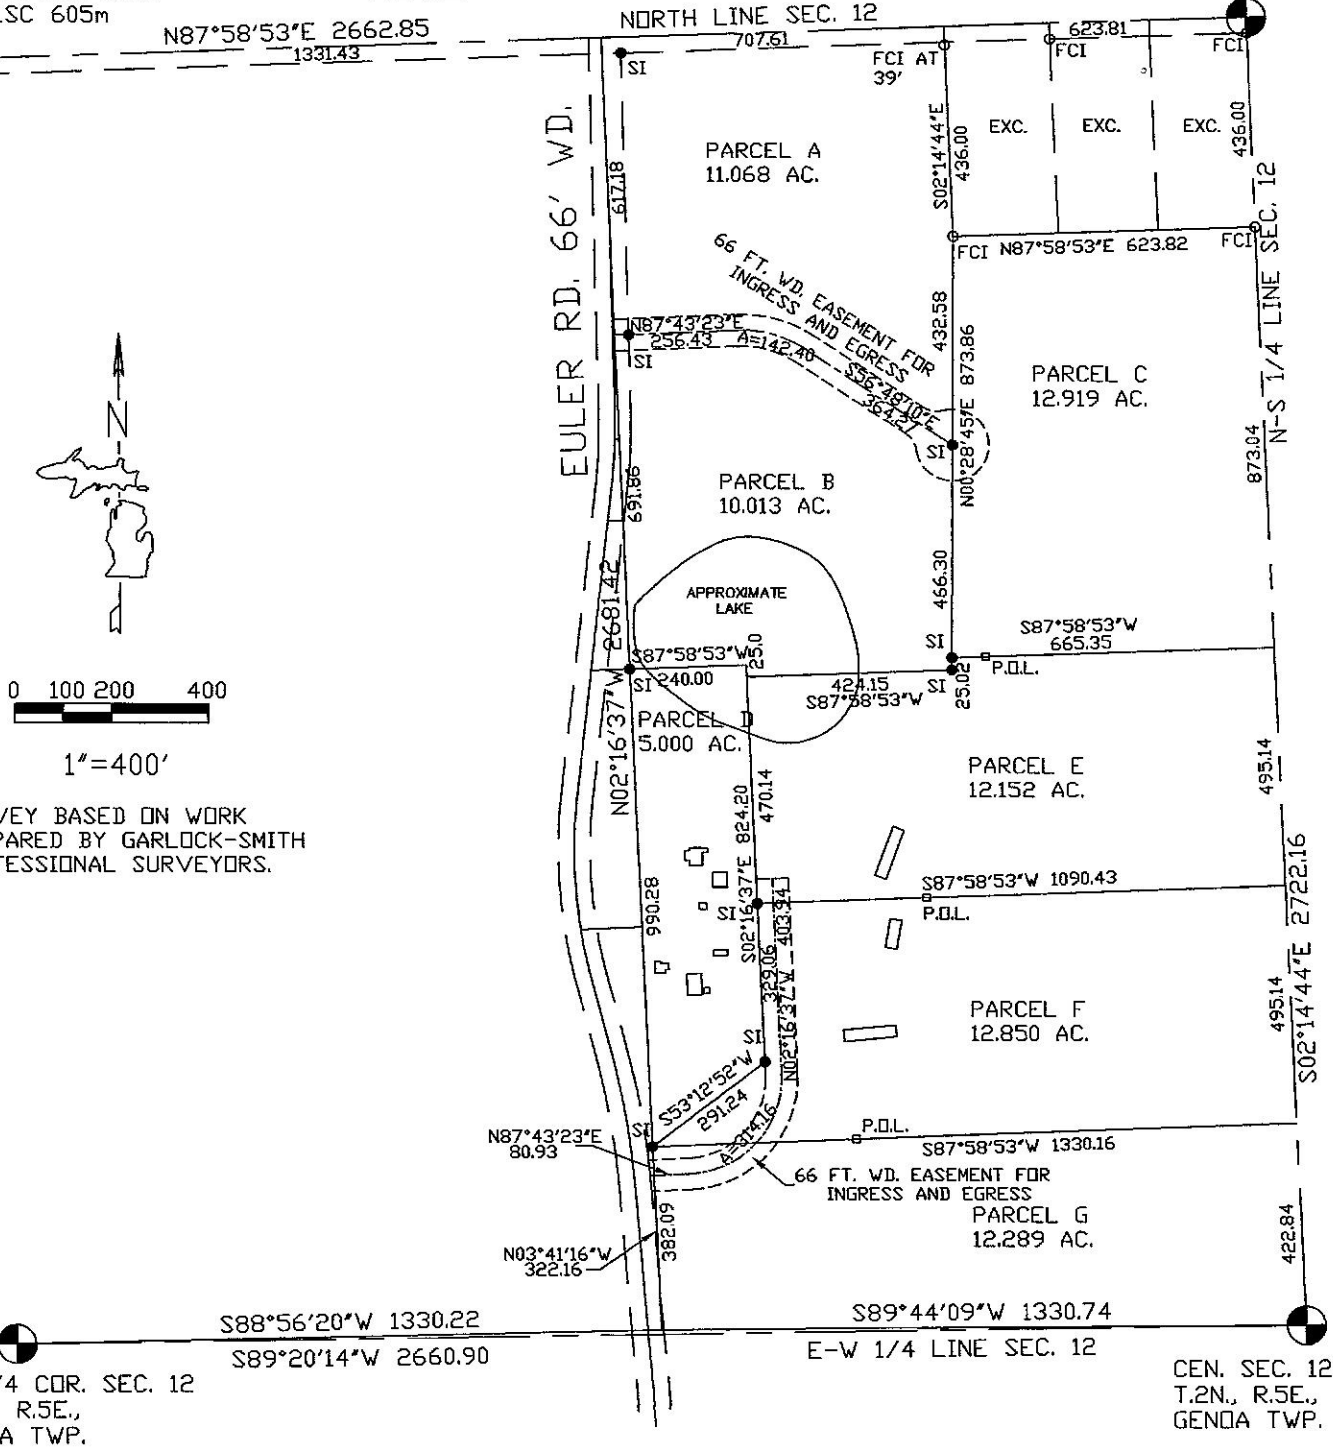 .SC 605m
N87°58'53"E 2662.85
1331.43
NORTH LINE SEC. 12
707.61
623.81
SI
FCI AT
39'
FCI
FCI
EULER RD. 66' WD.
617.18
PARCEL A
11.068 AC.
S02°14'44"E
436.00
EXC.
EXC.
EXC.
436.00
FCI
N87°58'53"E 623.82
FCI
N-S 1/4 LINE SEC. 12
66 FT. WD. EASEMENT FOR
INGRESS AND EGRESS
N87°43'23"E
256.43
A=142.40
S56°48'10"E
364.27
SI
432.58
N00°28'45"E 873.86
PARCEL C
12.919 AC.
SI
873.04
N
691.86
PARCEL B
10.013 AC.
466.30
APPROXIMATE
LAKE
N02°16'37"W 2681.42
SI
S87°58'53"W
665.35
P.O.L.
S87°58'53"W
SI 240.00
25.0
424.15
S87°58'53"W
SI
25.02
0 100 200 400
1"=400'
PARCEL D
5.000 AC.
PARCEL E
12.152 AC.
495.14
VEY BASED ON WORK
PARED BY GARLOCK-SMITH
FESSIONAL SURVEYORS.
S02°16'37"E 824.20
470.14
S87°58'53"W 1090.43
P.O.L.
SI
990.28
S02°14'44"E 2722.16
329.06
N02°16'37"W 403.94
PARCEL F
12.850 AC.
495.14
SI
S53°12'52"W
291.24
SI
A=314.16
N87°43'23"E
80.93
P.O.L.
S87°58'53"W 1330.16
66 FT. WD. EASEMENT FOR
INGRESS AND EGRESS
PARCEL G
12.289 AC.
382.09
422.84
N03°41'16"W
322.16
S88°56'20"W 1330.22
S89°44'09"W 1330.74
S89°20'14"W 2660.90
E-W 1/4 LINE SEC. 12
/4 COR. SEC. 12
R.5E.,
A TWP.
CEN. SEC. 12
T.2N., R.5E.,
GENOA TWP.